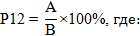 P12 = A/B ×100%, где: